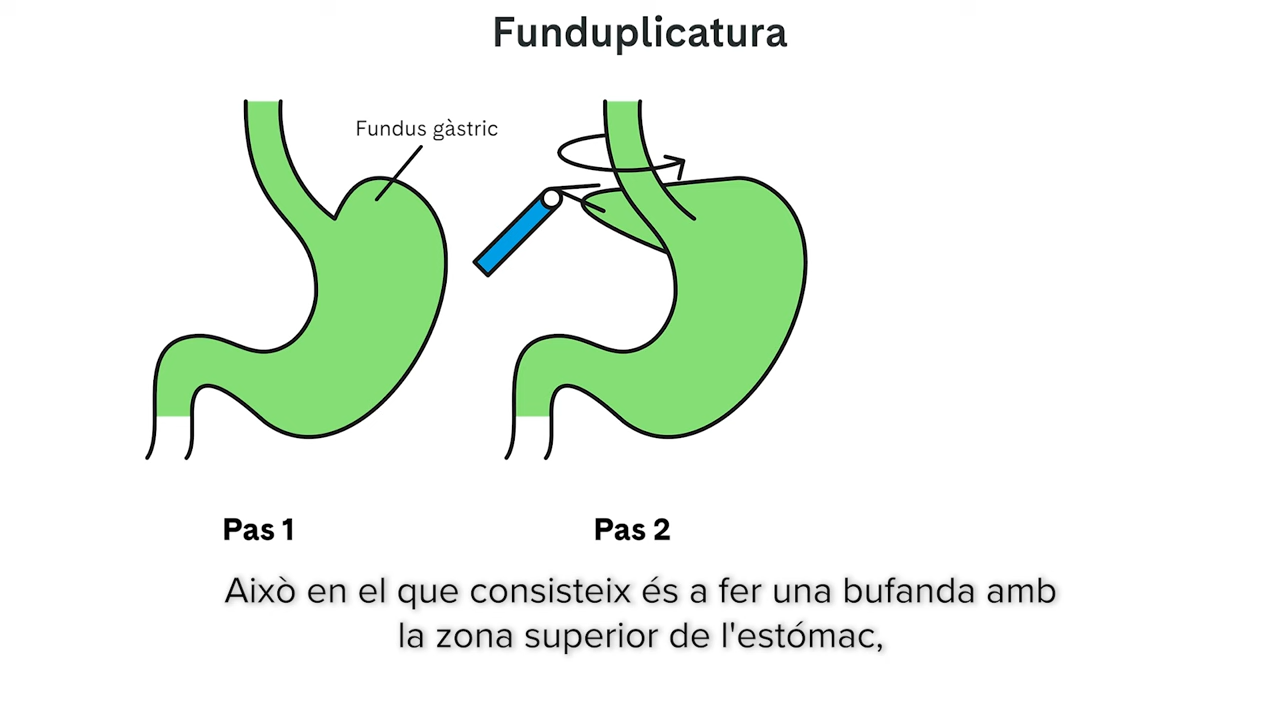 Funduplicatura
Fundus gàstric
Pas 1
Pas 2
Això en el que consisteix és a fer una bufanda amb
la zona superior de l'estómac,